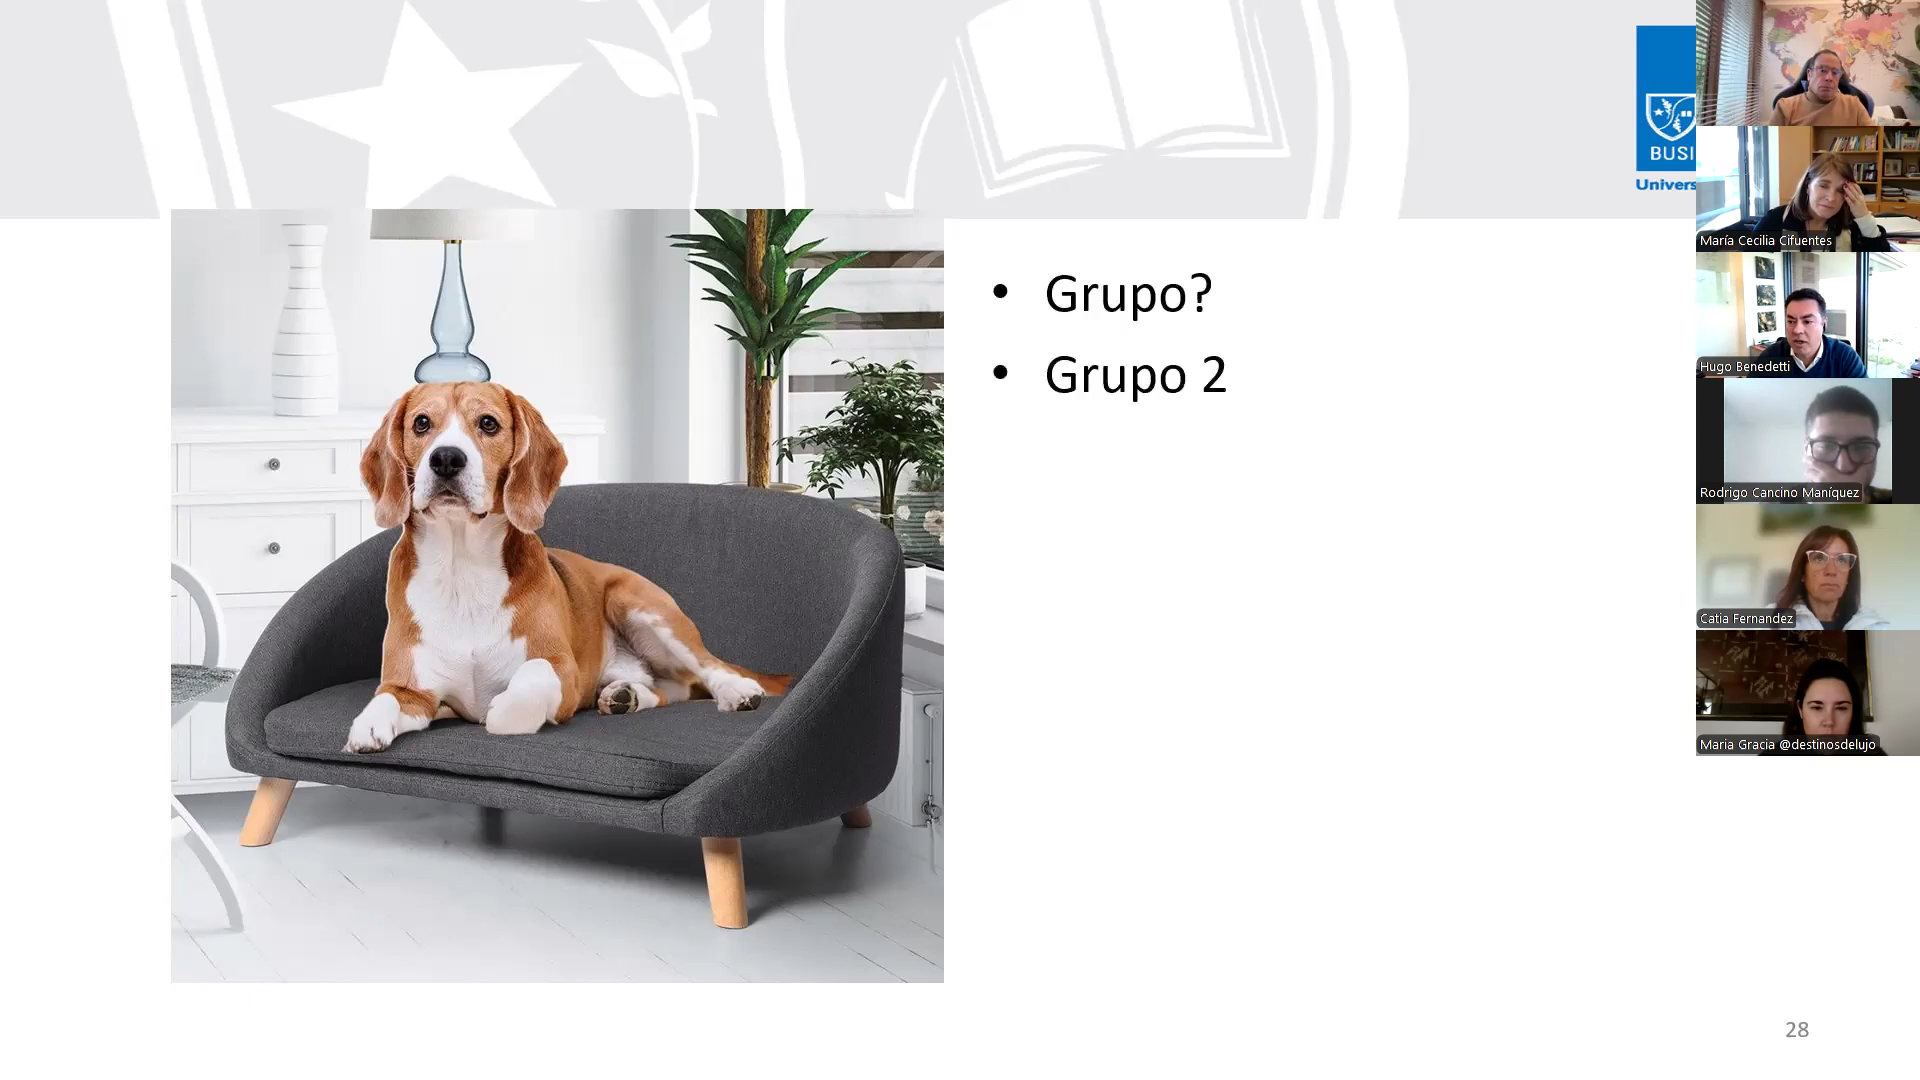 Grupo?
Grupo 2
BUSI
Univers
María Cecilia Cifuentes
Hugo Benedetti
Rodrigo Cancino Maníquez
Catia Fernandez
Maria Gracia @destinosdelujo
28